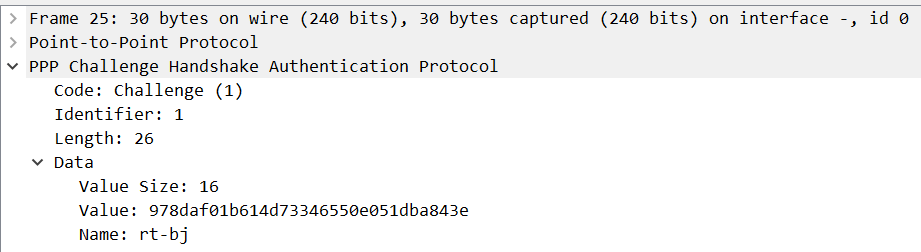 Frame 25: 30 bytes on wire (240 bits), 30 bytes captured (240 bits) on interface -, id 0
Point-to-Point Protocol
PPP Challenge Handshake Authentication Protocol
Code: Challenge (1)
Identifier: 1
Length: 26
Data
Value Size: 16
Value: 978daf01b614d73346550e051dba843e
Name: rt-bj